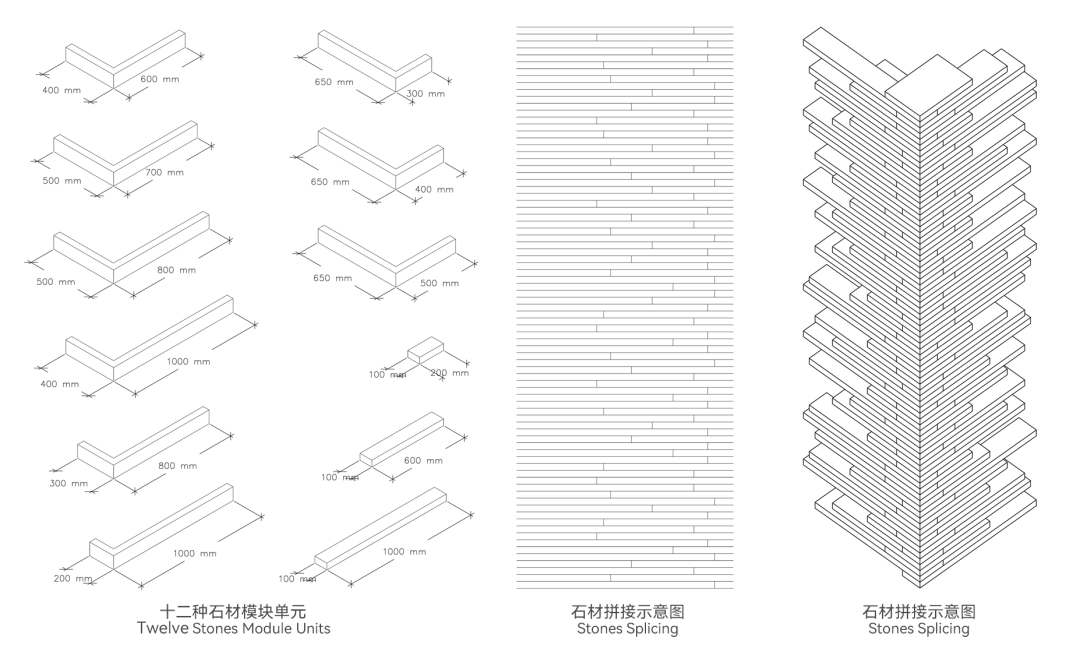 600 mm
400 mm
650 mm
300 mm
500 mm
700 mm
650 mm
400 mm
500 mm
800 mm
650 mm
500 mm
400 mm
1000 mm
100 mm
200 mm
300 mm
800 mm
100 mm
600 mm
200 mm
1000 mm
100 mm
1000 mm
十二种石材模块单元
Twelve Stones Module Units
石材拼接示意图
Stones Splicing
石材拼接示意图
Stones Splicing